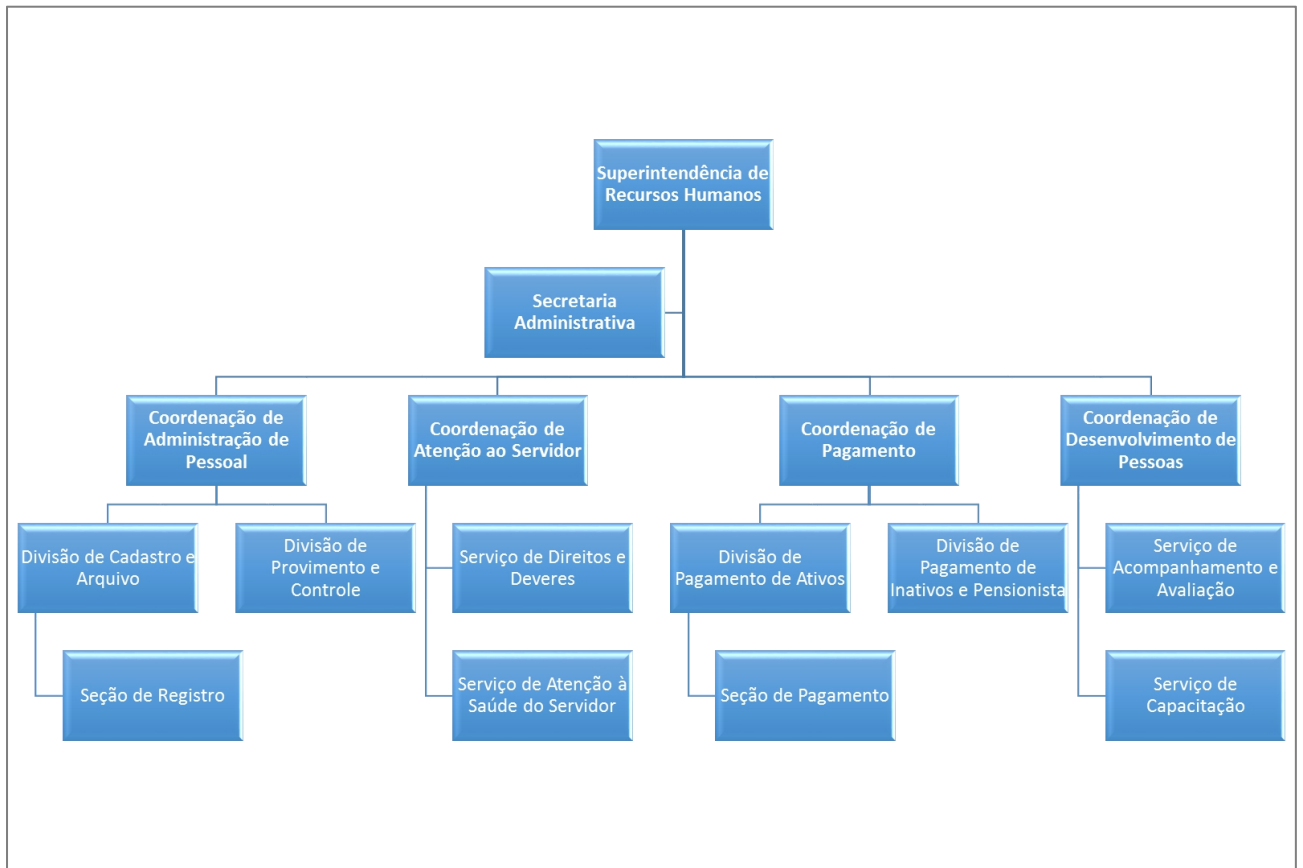 Superintendência de
Recursos Humanos
Secretaria
Administrativa
Coordenação de
Administração de
Pessoal
Coordenação de
Atenção ao Servidor
Coordenação de
Pagamento
Coordenação de
Desenvolvimento de
Pessoas
Divisão de Cadastro e
Arquivo
Divisão de
Provimento e
Controle
Serviço de Direitos e
Deveres
Divisão de
Pagamento de Ativos
Divisão de
Pagamento de
Inativos e Pensionista
Serviço de
Acompanhamento e
Avaliação
Seção de Registro
Serviço de Atenção à
Saúde do Servidor
Seção de Pagamento
Serviço de
Capacitação